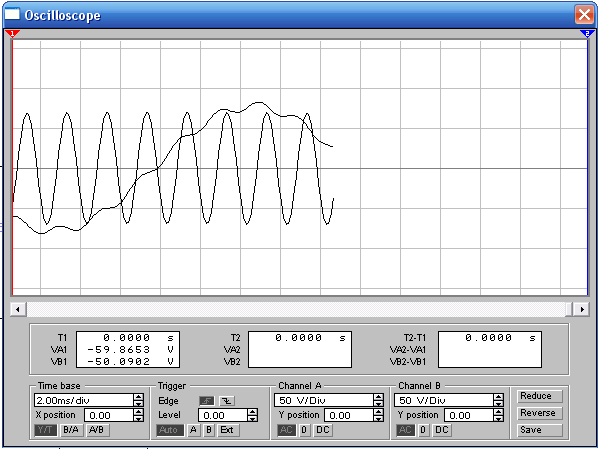 Oscilloscope
1 2
T1 0.0000 s T2 0.0000 s T2-T1 0.0000 s
VA1 -59.8653 V VA2 VA2-VA1
VB1 -50.0902 V VB2 VB2-VB1
Time base Trigger Channel A Channel B Reduce
2.00ms/div Edge 50 V/Div 50 V/Div
X position 0.00 Level 0.00 Y position 0.00 Y position 0.00 Reverse
Y/T B/A A/B Auto A B Ext AC 0 DC AC 0 DC Save